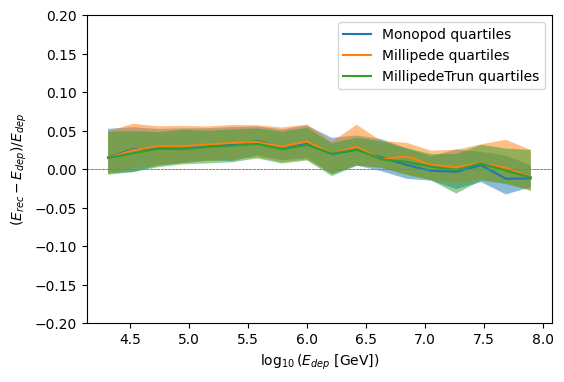 0.20
0.15
0.10
0.05
0.00
−0.05
−0.10
−0.15
−0.20
(E_rec − E_dep)/E_dep
Monopod quartiles
Millipede quartiles
MillipedeTrun quartiles
4.5 5.0 5.5 6.0 6.5 7.0 7.5 8.0
log₁₀(E_dep [GeV])